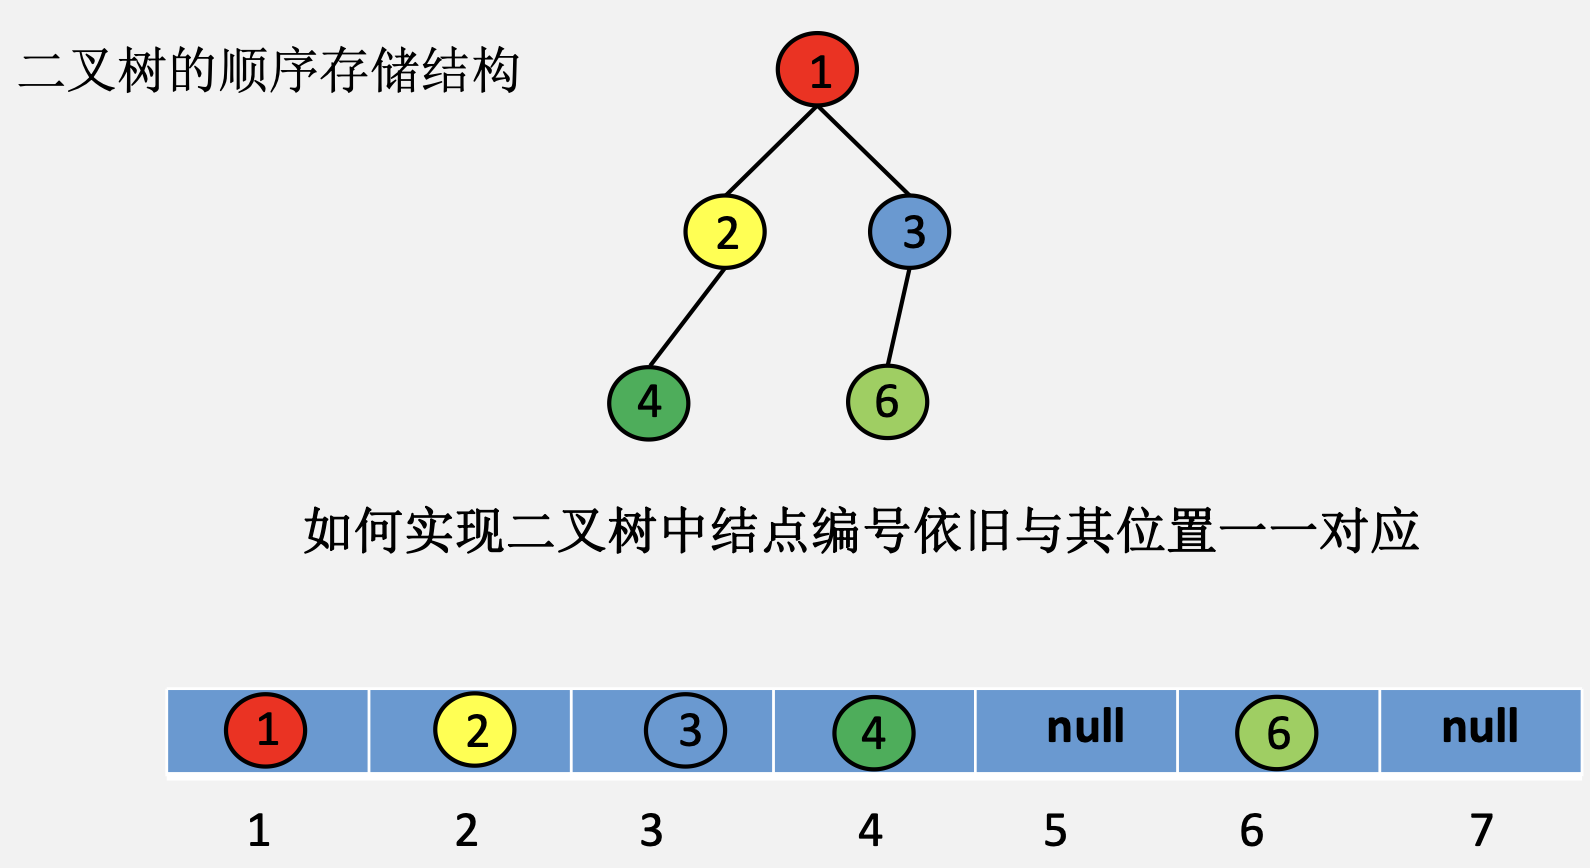 二叉树的顺序存储结构
1
2 3
4 6
如何实现二叉树中结点编号依旧与其位置一一对应
1 2 3 4 null 6 null
1 2 3 4 5 6 7